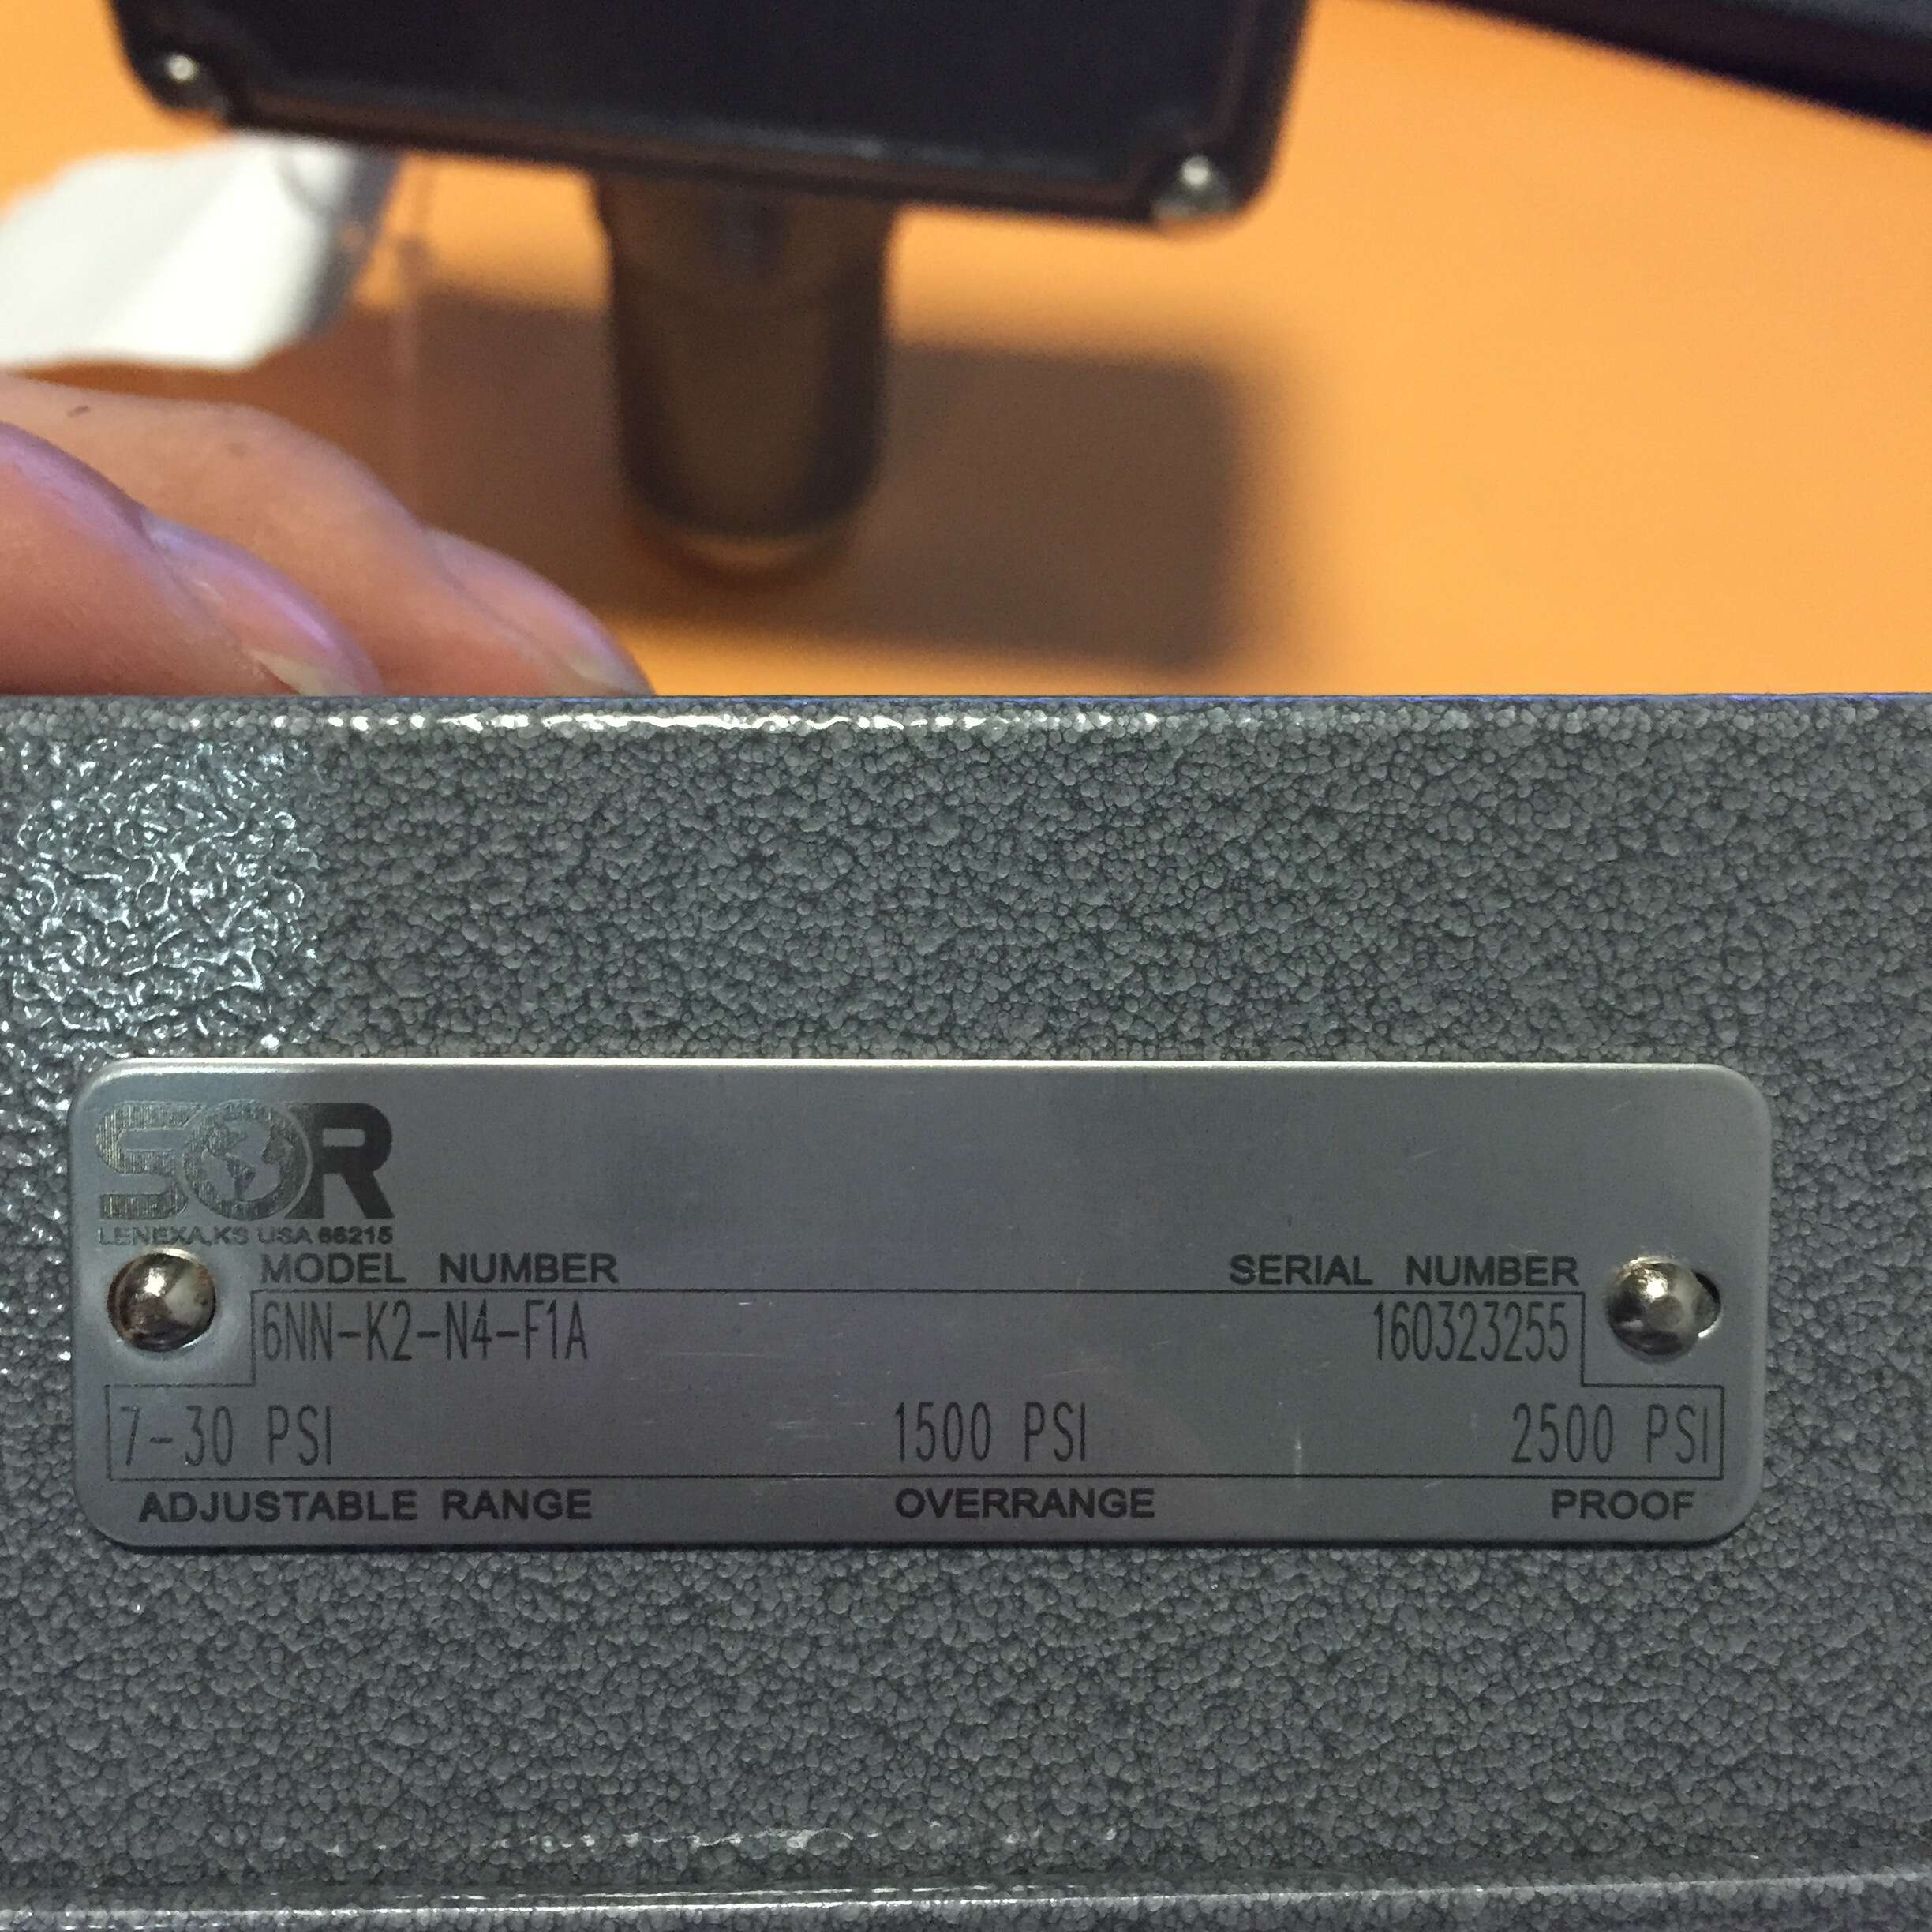 SOR
LENEXA,KS USA 66215
MODEL NUMBER SERIAL NUMBER
6NN-K2-N4-F1A 160323255
7-30 PSI 1500 PSI 2500 PSI
ADJUSTABLE RANGE OVERRANGE PROOF